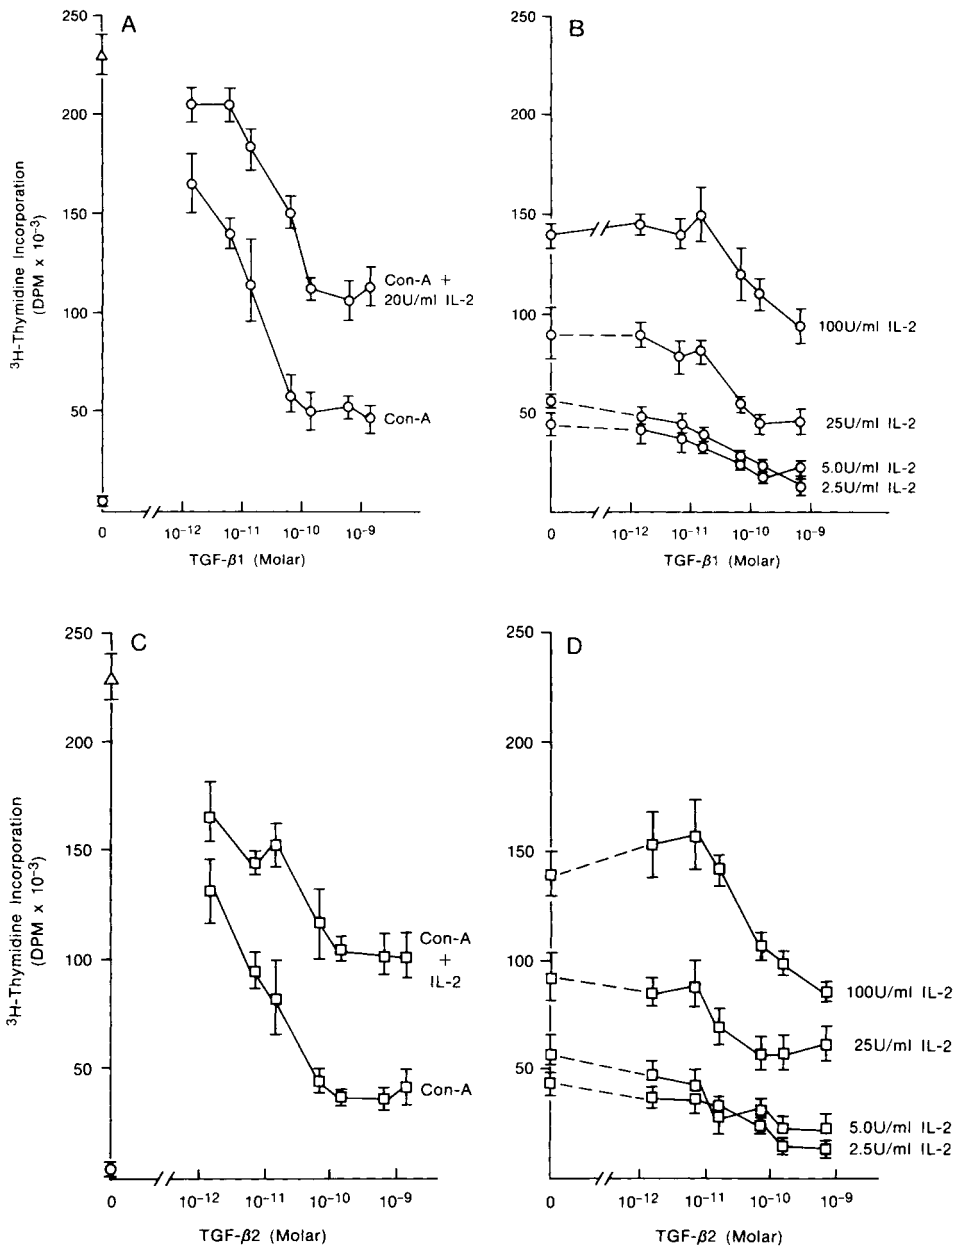 A
250
200
150
100
50
³H-Thymidine Incorporation
(DPM x 10⁻³)
Con-A +
20U/ml IL-2
Con-A
0
10⁻¹²
10⁻¹¹
10⁻¹⁰
10⁻⁹
TGF-β1 (Molar)
B
250
200
150
100
50
100U/ml IL-2
25U/ml IL-2
5.0U/ml IL-2
2.5U/ml IL-2
0
10⁻¹²
10⁻¹¹
10⁻¹⁰
10⁻⁹
TGF-β1 (Molar)
C
250
200
150
100
50
³H-Thymidine Incorporation
(DPM x 10⁻³)
Con-A
+
IL-2
Con-A
0
10⁻¹²
10⁻¹¹
10⁻¹⁰
10⁻⁹
TGF-β2 (Molar)
D
250
200
150
100
50
100U/ml IL-2
25U/ml IL-2
5.0U/ml IL-2
2.5U/ml IL-2
0
10⁻¹²
10⁻¹¹
10⁻¹⁰
10⁻⁹
TGF-β2 (Molar)